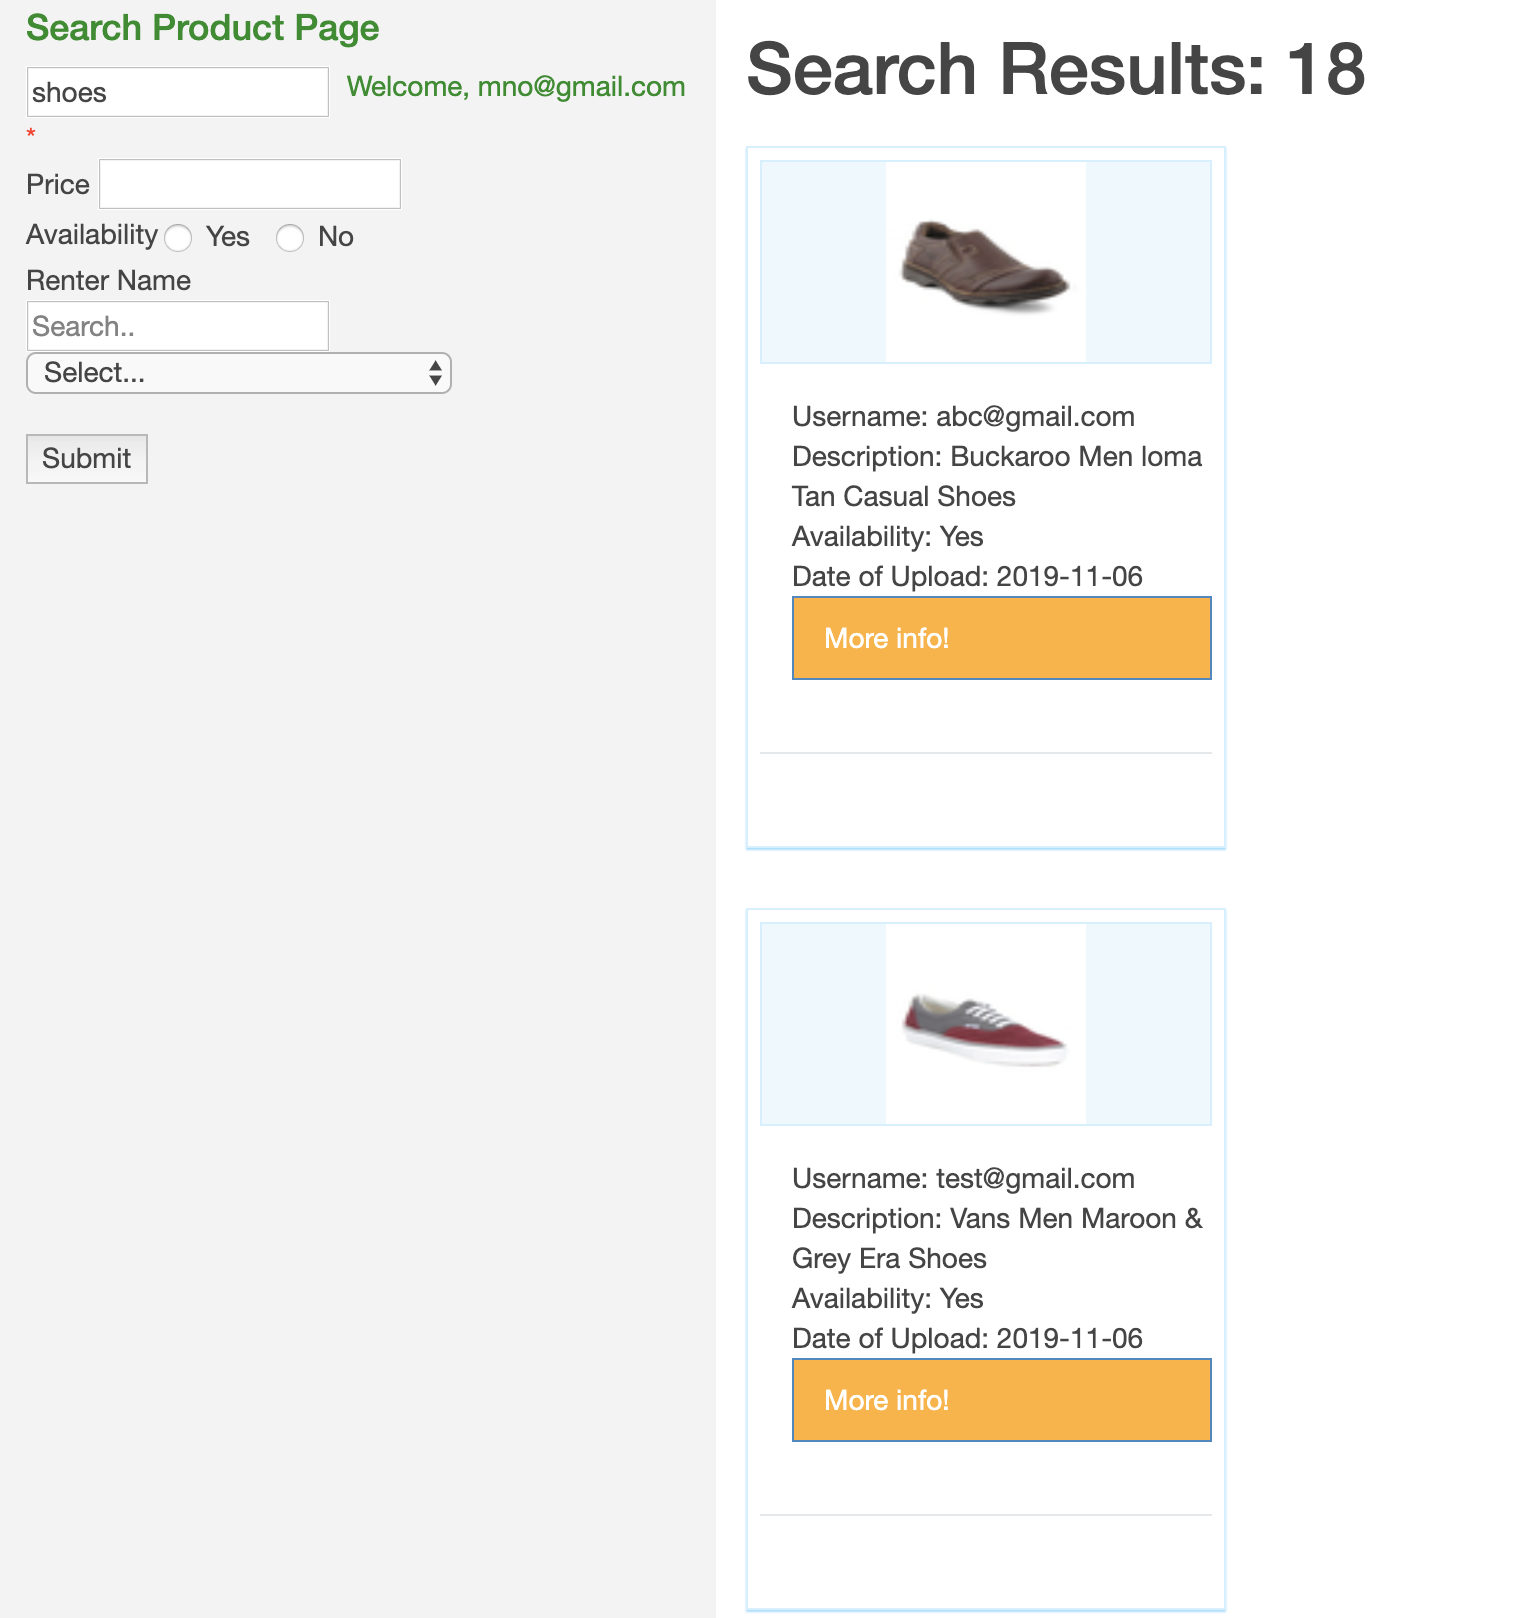 Search Product Page
shoes
Welcome, mno@gmail.com
*
Price
Availability Yes No
Renter Name
Search..
Select...
Submit
Search Results: 18
Username: abc@gmail.com
Description: Buckaroo Men loma
Tan Casual Shoes
Availability: Yes
Date of Upload: 2019-11-06
More info!
Username: test@gmail.com
Description: Vans Men Maroon &
Grey Era Shoes
Availability: Yes
Date of Upload: 2019-11-06
More info!